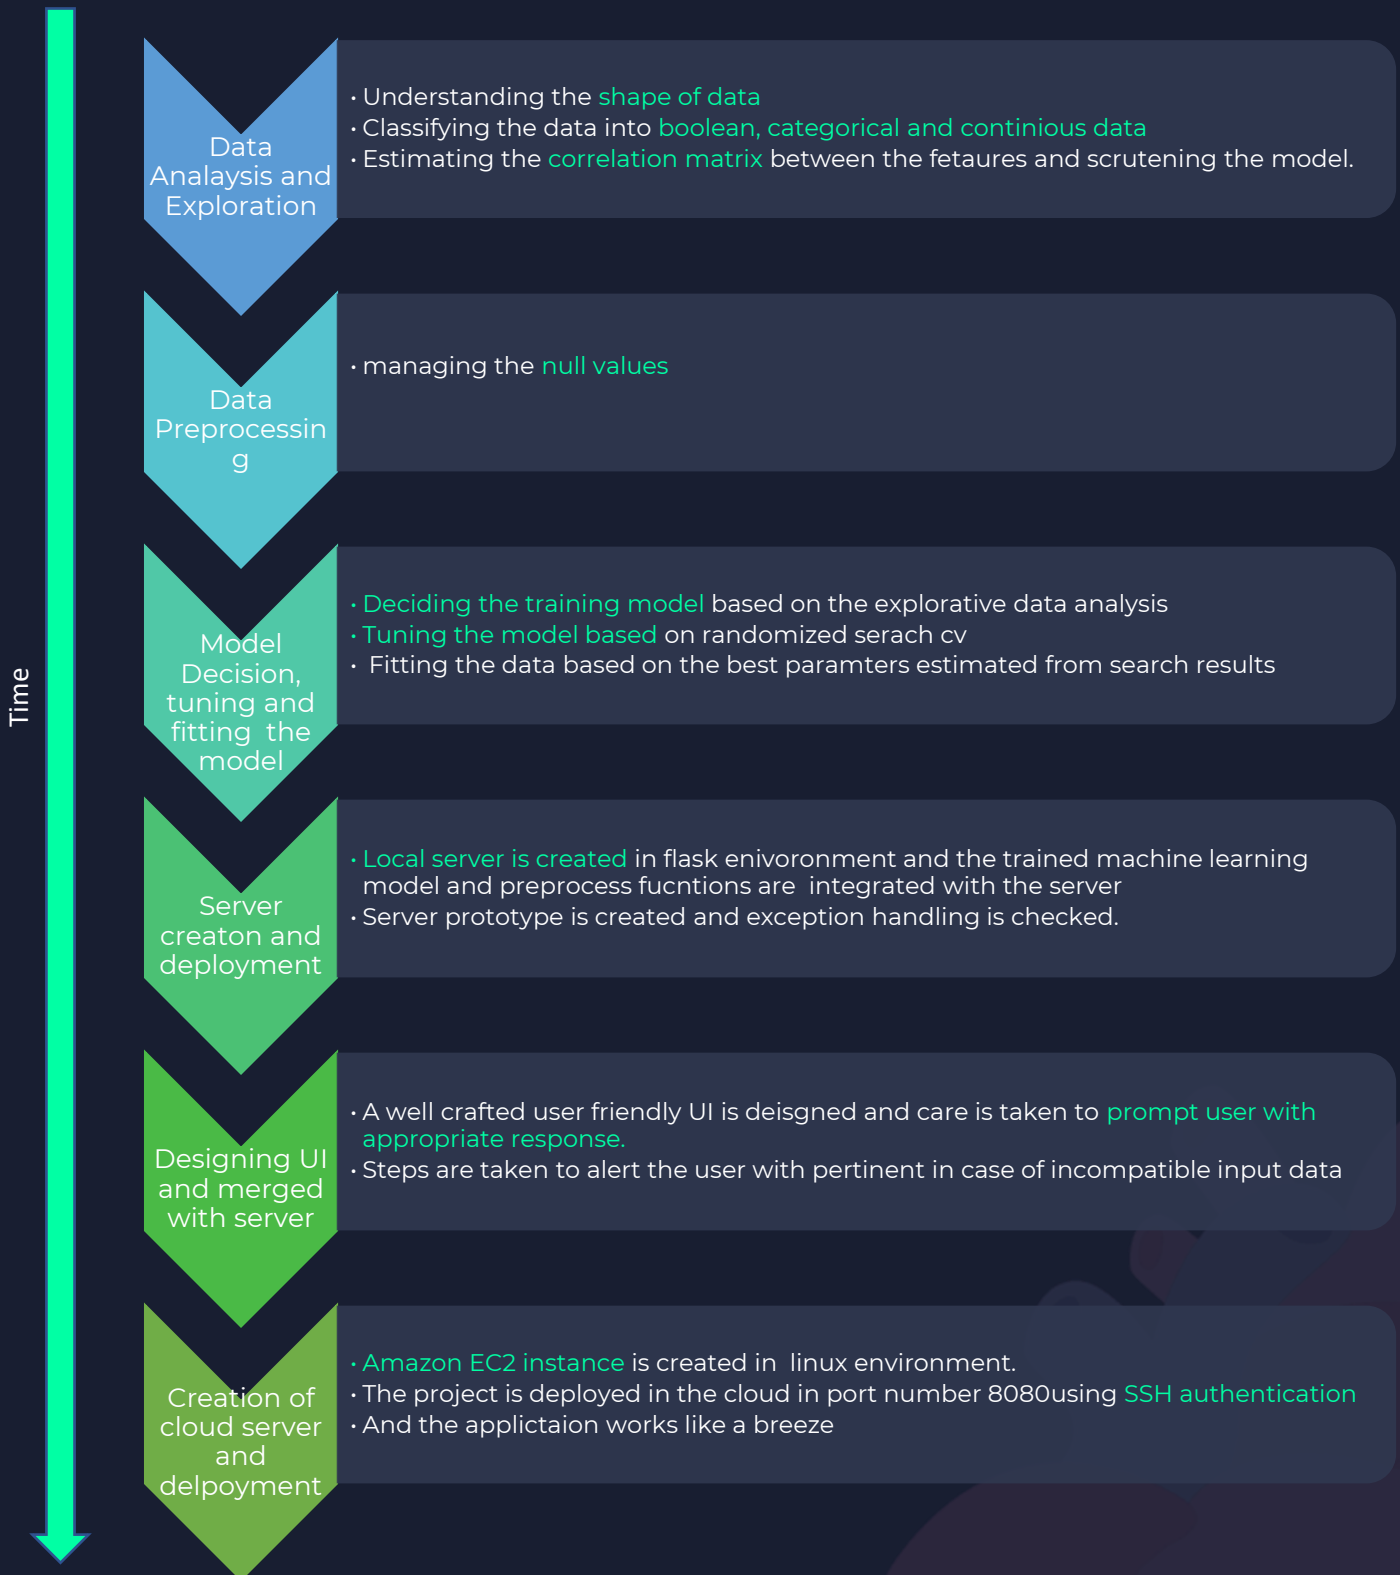 Time
Data
Analaysis and
Exploration
• Understanding the shape of data
• Classifying the data into boolean, categorical and continious data
• Estimating the correlation matrix between the fetaures and scrutening the model.
Data
Preprocessin
g
• managing the null values
Model
Decision,
tuning and
fitting  the
model
• Deciding the training model based on the explorative data analysis
• Tuning the model based on randomized serach cv
•  Fitting the data based on the best paramters estimated from search results
Server
creaton and
deployment
• Local server is created in flask enivoronment and the trained machine learning
model and preprocess fucntions are  integrated with the server
• Server prototype is created and exception handling is checked.
Designing UI
and merged
with server
• A well crafted user friendly UI is deisgned and care is taken to prompt user with
appropriate response.
• Steps are taken to alert the user with pertinent in case of incompatible input data
Creation of
cloud server
and
delpoyment
• Amazon EC2 instance is created in  linux environment.
• The project is deployed in the cloud in port number 8080using SSH authentication
• And the applictaion works like a breeze